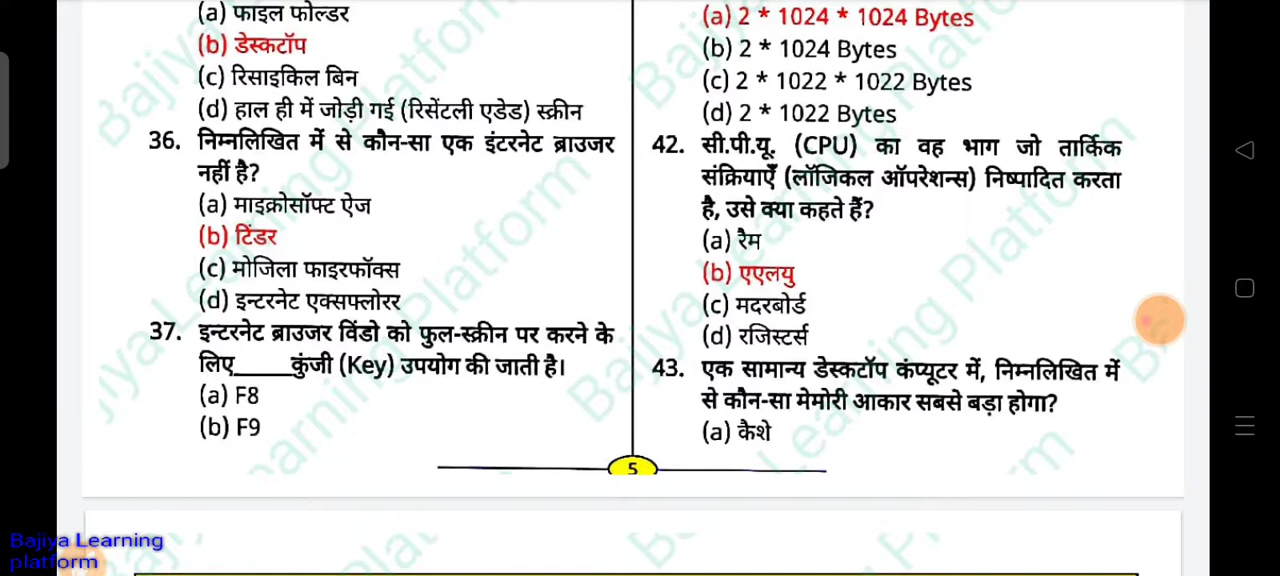 (a) फाइल फोल्डर
(b) डेस्कटॉप
(c) रिसाइकिल बिन
(d) हाल ही में जोड़ी गई (रिसेंटली एडेड) स्क्रीन
36. निम्नलिखित में से कौन-सा एक इंटरनेट ब्राउजर
नहीं है?
(a) माइक्रोसॉफ्ट ऐज
(b) टिंडर
(c) मोजिला फाइरफॉक्स
(d) इन्टरनेट एक्सफ्लोरर
37. इन्टरनेट ब्राउजर विंडो को फुल-स्क्रीन पर करने के
लिए_____कुंजी (Key) उपयोग की जाती है।
(a) F8
(b) F9
(a) 2 * 1024 * 1024 Bytes
(b) 2 * 1024 Bytes
(c) 2 * 1022 * 1022 Bytes
(d) 2 * 1022 Bytes
42. सी.पी.यू. (CPU) का वह भाग जो तार्किक
संक्रियाएँ (लॉजिकल ऑपरेशन्स) निष्पादित करता
है, उसे क्या कहते हैं?
(a) रैम
(b) एएलयु
(c) मदरबोर्ड
(d) रजिस्टर्स
43. एक सामान्य डेस्कटॉप कंप्यूटर में, निम्नलिखित में
से कौन-सा मेमोरी आकार सबसे बड़ा होगा?
(a) कैशे
5
Bajiya Learning
platform